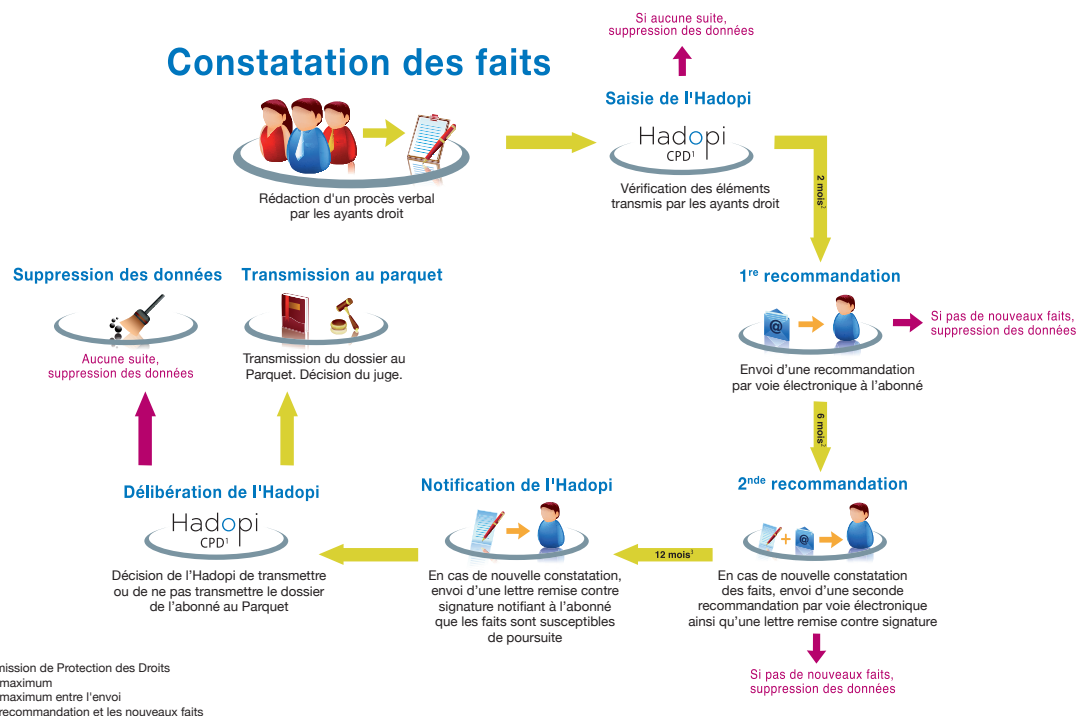 Si aucune suite,
suppression des données
Constatation des faits
Saisie de l'Hadopi
Hadopi
CPD¹
Rédaction d'un procès verbal
par les ayants droit
Vérification des éléments
transmis par les ayants droit
2 mois²
Suppression des données
Transmission au parquet
1re recommandation
@
Si pas de nouveaux faits,
suppression des données
Aucune suite,
suppression des données
Transmission du dossier au
Parquet. Décision du juge.
Envoi d'une recommandation
par voie électronique à l'abonné
6 mois²
Délibération de l'Hadopi
Notification de l'Hadopi
2nde recommandation
Hadopi
CPD¹
+ @
12 mois³
Décision de l'Hadopi de transmettre
ou de ne pas transmettre le dossier
de l'abonné au Parquet
En cas de nouvelle constatation,
envoi d'une lettre remise contre
signature notifiant à l'abonné
que les faits sont susceptibles
de poursuite
En cas de nouvelle constatation
des faits, envoi d'une seconde
recommandation par voie électronique
ainsi qu'une lettre remise contre signature
Si pas de nouveaux faits,
suppression des données
mission de Protection des Droits
maximum
maximum entre l'envoi
recommandation et les nouveaux faits